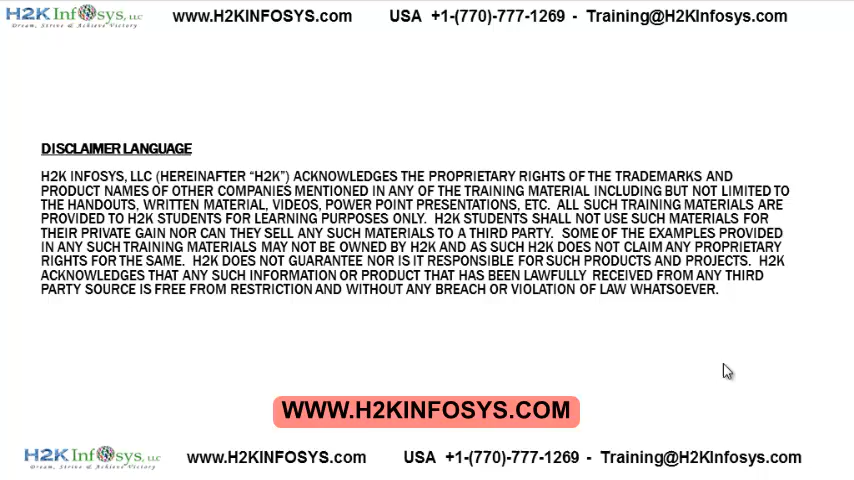 H2K Infosys, LLC www.H2KINFOSYS.com USA +1-(770)-777-1269 - Training@H2KInfosys.com
Dream, Strive & Achieve Victory
DISCLAIMER LANGUAGE
H2K INFOSYS, LLC (HEREINAFTER “H2K”) ACKNOWLEDGES THE PROPRIETARY RIGHTS OF THE TRADEMARKS AND
PRODUCT NAMES OF OTHER COMPANIES MENTIONED IN ANY OF THE TRAINING MATERIAL INCLUDING BUT NOT LIMITED TO
THE HANDOUTS, WRITTEN MATERIAL, VIDEOS, POWER POINT PRESENTATIONS, ETC. ALL SUCH TRAINING MATERIALS ARE
PROVIDED TO H2K STUDENTS FOR LEARNING PURPOSES ONLY. H2K STUDENTS SHALL NOT USE SUCH MATERIALS FOR
THEIR PRIVATE GAIN NOR CAN THEY SELL ANY SUCH MATERIALS TO A THIRD PARTY. SOME OF THE EXAMPLES PROVIDED
IN ANY SUCH TRAINING MATERIALS MAY NOT BE OWNED BY H2K AND AS SUCH H2K DOES NOT CLAIM ANY PROPRIETARY
RIGHTS FOR THE SAME. H2K DOES NOT GUARANTEE NOR IS IT RESPONSIBLE FOR SUCH PRODUCTS AND PROJECTS. H2K
ACKNOWLEDGES THAT ANY SUCH INFORMATION OR PRODUCT THAT HAS BEEN LAWFULLY RECEIVED FROM ANY THIRD
PARTY SOURCE IS FREE FROM RESTRICTION AND WITHOUT ANY BREACH OR VIOLATION OF LAW WHATSOEVER.
WWW.H2KINFOSYS.COM
H2K Infosys, LLC www.H2KINFOSYS.com USA +1-(770)-777-1269 - Training@H2KInfosys.com
Dream, Strive & Achieve Victory